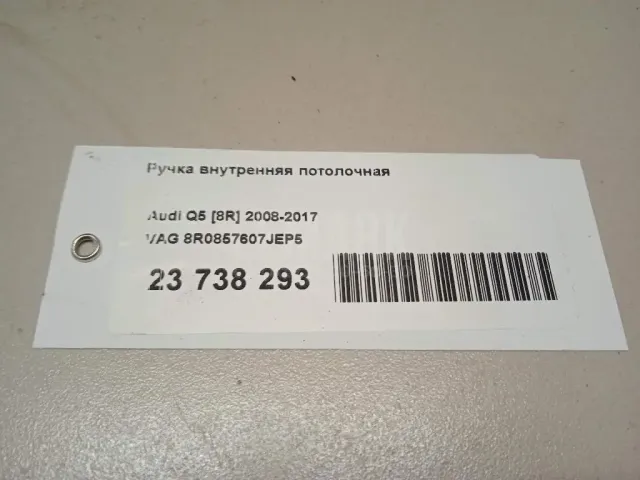 Ручка внутренняя потолочная
Audi Q5 [8R] 2008-2017
VAG 8R0857607JEP5
23 738 293